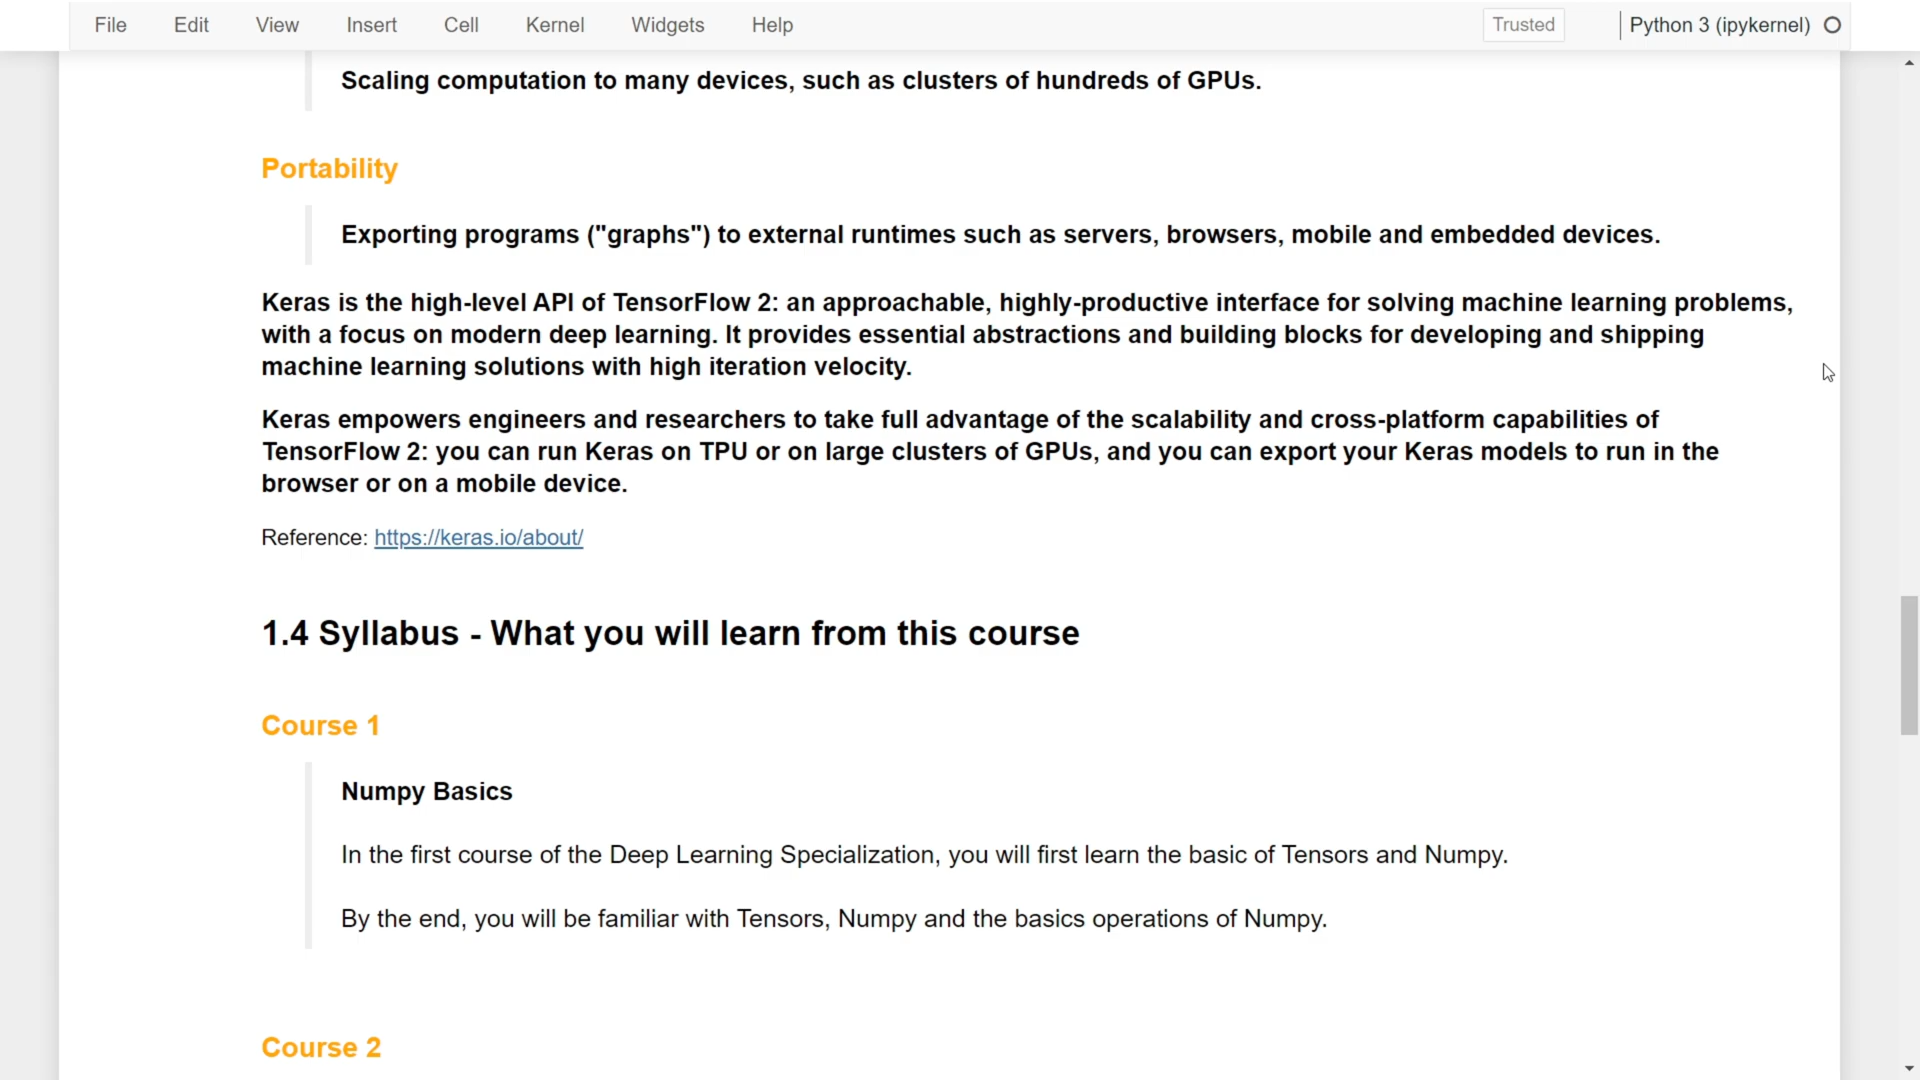 File Edit View Insert Cell Kernel Widgets Help Trusted Python 3 (ipykernel)
Scaling computation to many devices, such as clusters of hundreds of GPUs.
Portability
Exporting programs ("graphs") to external runtimes such as servers, browsers, mobile and embedded devices.
Keras is the high-level API of TensorFlow 2: an approachable, highly-productive interface for solving machine learning problems,
with a focus on modern deep learning. It provides essential abstractions and building blocks for developing and shipping
machine learning solutions with high iteration velocity.
Keras empowers engineers and researchers to take full advantage of the scalability and cross-platform capabilities of
TensorFlow 2: you can run Keras on TPU or on large clusters of GPUs, and you can export your Keras models to run in the
browser or on a mobile device.
Reference: https://keras.io/about/
1.4 Syllabus - What you will learn from this course
Course 1
Numpy Basics
In the first course of the Deep Learning Specialization, you will first learn the basic of Tensors and Numpy.
By the end, you will be familiar with Tensors, Numpy and the basics operations of Numpy.
Course 2